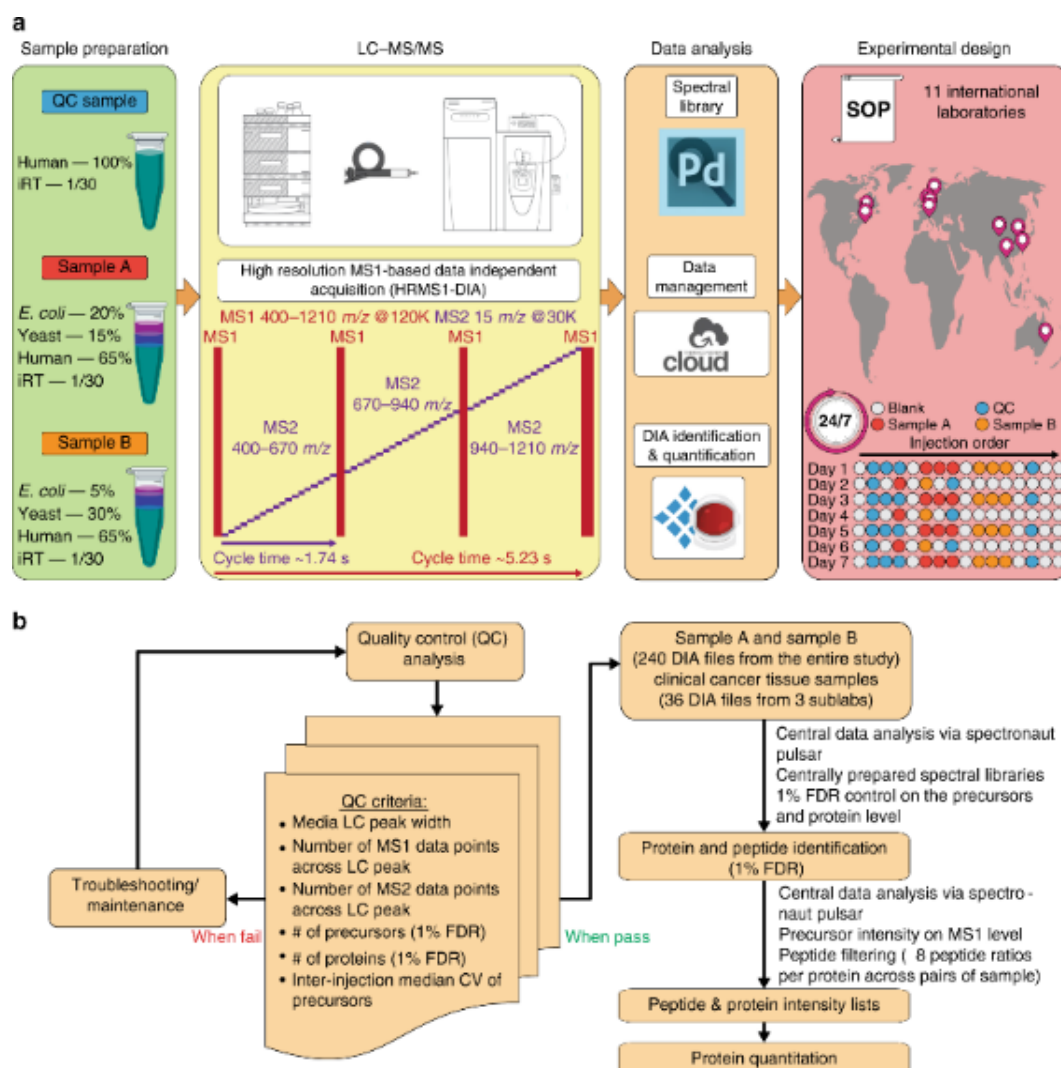 a
Sample preparation
LC–MS/MS
Data analysis
Experimental design
QC sample
Human — 100%
iRT — 1/30
Sample A
E. coli — 20%
Yeast — 15%
Human — 65%
iRT — 1/30
Sample B
E. coli — 5%
Yeast — 30%
Human — 65%
iRT — 1/30
High resolution MS1-based data independent
acquisition (HRMS1-DIA)
MS1 400–1210 m/z @120K MS2 15 m/z @30K
MS1 MS1 MS1 MS1
MS2
670–940 m/z
MS2
400–670 m/z
MS2
940–1210 m/z
Cycle time ~1.74 s
Cycle time ~5.23 s
Spectral
library
Pd
Data
management
cloud
DIA identification
& quantification
SOP
11 international
laboratories
24/7
Blank QC
Sample A Sample B
Injection order
Day 1
Day 2
Day 3
Day 4
Day 5
Day 6
Day 7
b
Quality control (QC)
analysis
QC criteria:
• Media LC peak width
• Number of MS1 data points
across LC peak
• Number of MS2 data points
across LC peak
• # of precursors (1% FDR)
• # of proteins (1% FDR)
• Inter-injection median CV of
precursors
Troubleshooting/
maintenance
When fail
When pass
Sample A and sample B
(240 DIA files from the entire study)
clinical cancer tissue samples
(36 DIA files from 3 sublabs)
Central data analysis via spectronaut
pulsar
Centrally prepared spectral libraries
1% FDR control on the precursors
and protein level
Protein and peptide identification
(1% FDR)
Central data analysis via spectro-
naut pulsar
Precursor intensity on MS1 level
Peptide filtering ( 8 peptide ratios
per protein across pairs of sample)
Peptide & protein intensity lists
Protein quantitation